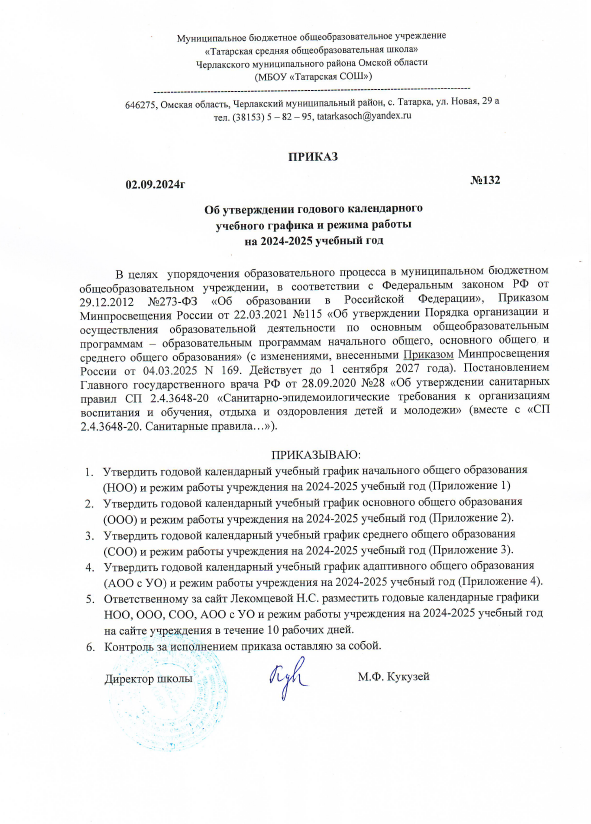 Муниципальное бюджетное общеобразовательное учреждение
«Татарская средняя общеобразовательная школа»
Черлакского муниципального района Омской области
(МБОУ «Татарская СОШ»)
646275, Омская область, Черлакский муниципальный район, с. Татарка, ул. Новая, 29 а
тел. (38153) 5 – 82 – 95, tatarkasoch@yandex.ru
ПРИКАЗ
02.09.2024г №132
Об утверждении годового календарного
учебного графика и режима работы
на 2024-2025 учебный год
В целях упорядочения образовательного процесса в муниципальном бюджетном
общеобразовательном учреждении, в соответствии с Федеральным законом РФ от
29.12.2012 №273-ФЗ «Об образовании в Российской Федерации», Приказом
Минпросвещения России от 22.03.2021 №115 «Об утверждении Порядка организации и
осуществления образовательной деятельности по основным общеобразовательным
программам – образовательным программам начального общего, основного общего и
среднего общего образования» (с изменениями, внесенными Приказом Минпросвещения
России от 04.03.2025 N 169. Действует до 1 сентября 2027 года). Постановлением
Главного государственного врача РФ от 28.09.2020 №28 «Об утверждении санитарных
правил СП 2.4.3648-20 «Санитарно-эпидемоилогические требования к организациям
воспитания и обучения, отдыха и оздоровления детей и молодежи» (вместе с «СП
2.4.3648-20. Санитарные правила…»).
ПРИКАЗЫВАЮ:
1. Утвердить годовой календарный учебный график начального общего образования
(НОО) и режим работы учреждения на 2024-2025 учебный год (Приложение 1)
2. Утвердить годовой календарный учебный график основного общего образования
(ООО) и режим работы учреждения на 2024-2025 учебный год (Приложение 2).
3. Утвердить годовой календарный учебный график среднего общего образования
(СОО) и режим работы учреждения на 2024-2025 учебный год (Приложение 3).
4. Утвердить годовой календарный учебный график адаптивного общего образования
(АОО с УО) и режим работы учреждения на 2024-2025 учебный год (Приложение 4).
5. Ответственному за сайт Лекомцевой Н.С. разместить годовые календарные графики
НОО, ООО, СОО, АОО с УО и режим работы учреждения на 2024-2025 учебный год
на сайте учреждения в течение 10 рабочих дней.
6. Контроль за исполнением приказа оставляю за собой.
Директор школы М.Ф. Кукузей